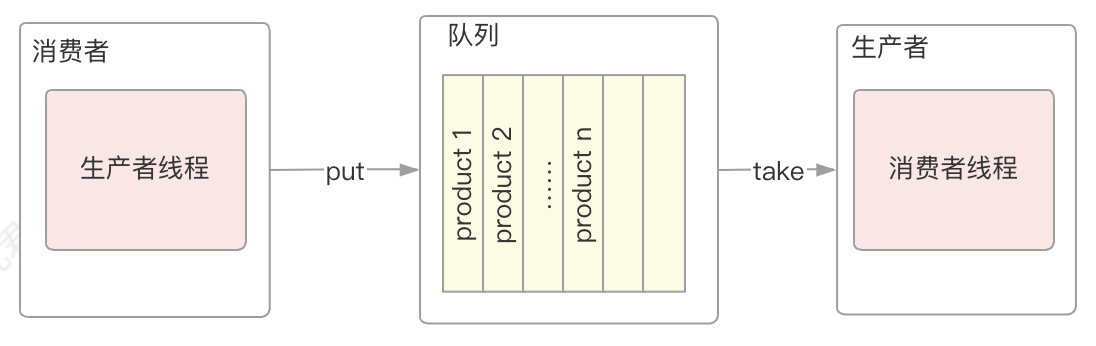 消费者
生产者线程
put
队列
product 1
product 2
......
product n
take
生产者
消费者线程